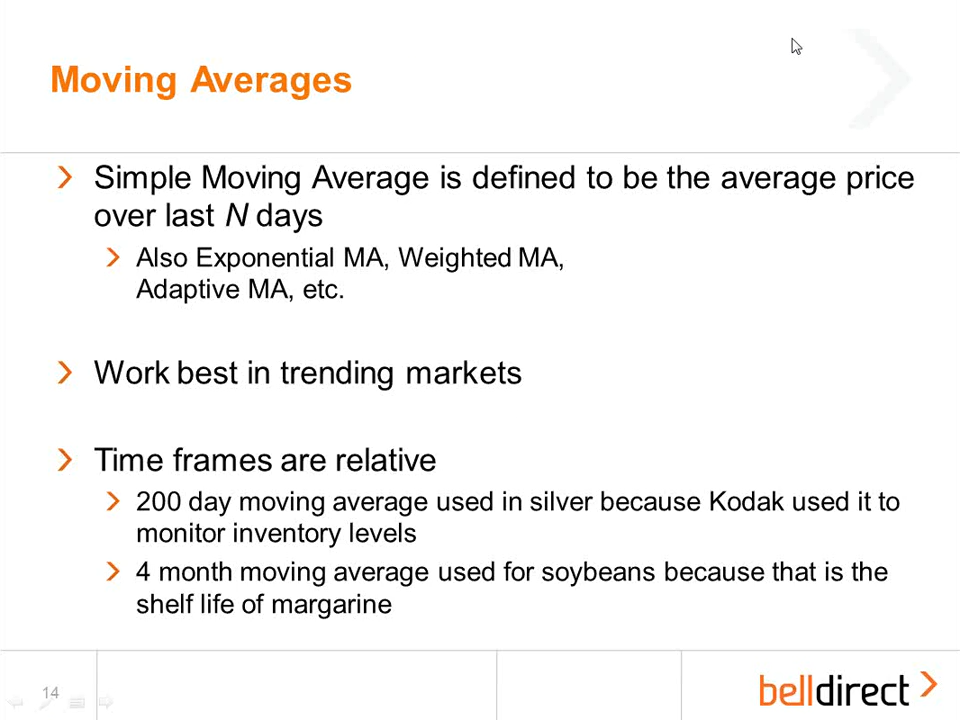 Moving Averages
Simple Moving Average is defined to be the average price
over last N days
Also Exponential MA, Weighted MA,
Adaptive MA, etc.
Work best in trending markets
Time frames are relative
200 day moving average used in silver because Kodak used it to
monitor inventory levels
4 month moving average used for soybeans because that is the
shelf life of margarine
14
belldirect